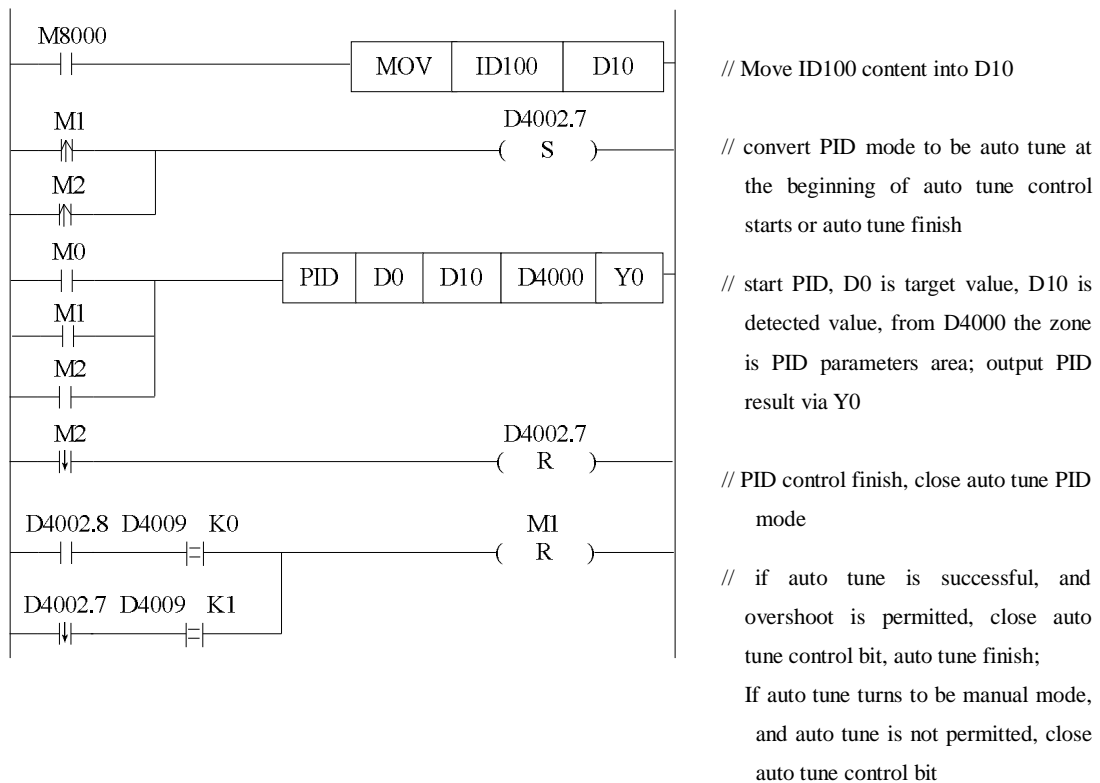 M8000
MOV ID100 D10
// Move ID100 content into D10
M1
D4002.7
( S )
M2
// convert PID mode to be auto tune at
the beginning of auto tune control
starts or auto tune finish
M0
PID D0 D10 D4000 Y0
M1
M2
// start PID, D0 is target value, D10 is
detected value, from D4000 the zone
is PID parameters area; output PID
result via Y0
M2
D4002.7
( R )
// PID control finish, close auto tune PID
mode
D4002.8 D4009 K0
=
M1
( R )
D4002.7 D4009 K1
=
// if auto tune is successful, and
overshoot is permitted, close auto
tune control bit, auto tune finish;
If auto tune turns to be manual mode,
and auto tune is not permitted, close
auto tune control bit